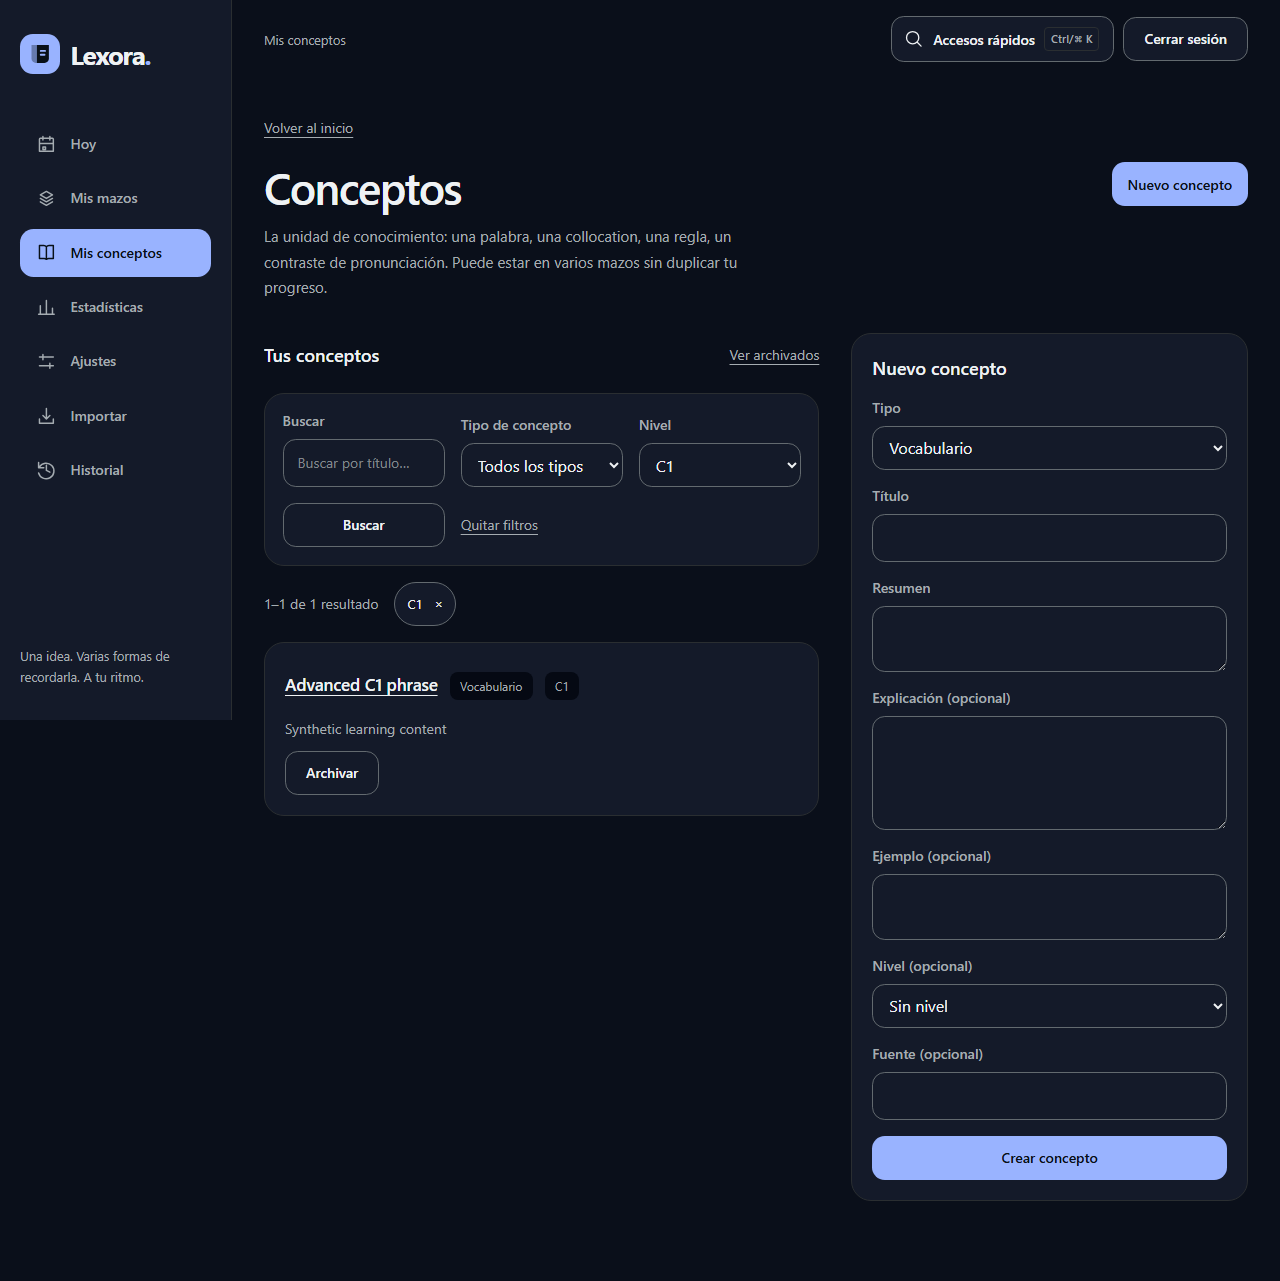 Lexora.
Hoy
Mis mazos
Mis conceptos
Estadísticas
Ajustes
Importar
Historial
Una idea. Varias formas de
recordarla. A tu ritmo.
Mis conceptos
Accesos rápidos Ctrl/⌘ K
Cerrar sesión
Volver al inicio
Conceptos
Nuevo concepto
La unidad de conocimiento: una palabra, una collocation, una regla, un
contraste de pronunciación. Puede estar en varios mazos sin duplicar tu
progreso.
Tus conceptos
Ver archivados
Buscar
Buscar por título...
Tipo de concepto
Todos los tipos
Nivel
C1
Buscar
Quitar filtros
1–1 de 1 resultado
C1 ×
Advanced C1 phrase
Vocabulario
C1
Synthetic learning content
Archivar
Nuevo concepto
Tipo
Vocabulario
Título
Resumen
Explicación (opcional)
Ejemplo (opcional)
Nivel (opcional)
Sin nivel
Fuente (opcional)
Crear concepto